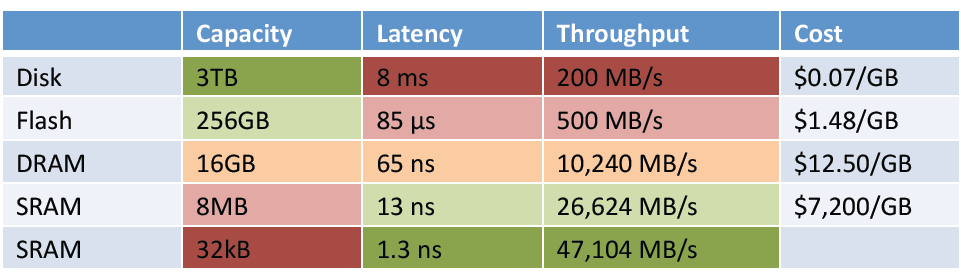 Capacity Latency Throughput Cost
Disk 3TB 8 ms 200 MB/s $0.07/GB
Flash 256GB 85 µs 500 MB/s $1.48/GB
DRAM 16GB 65 ns 10,240 MB/s $12.50/GB
SRAM 8MB 13 ns 26,624 MB/s $7,200/GB
SRAM 32kB 1.3 ns 47,104 MB/s